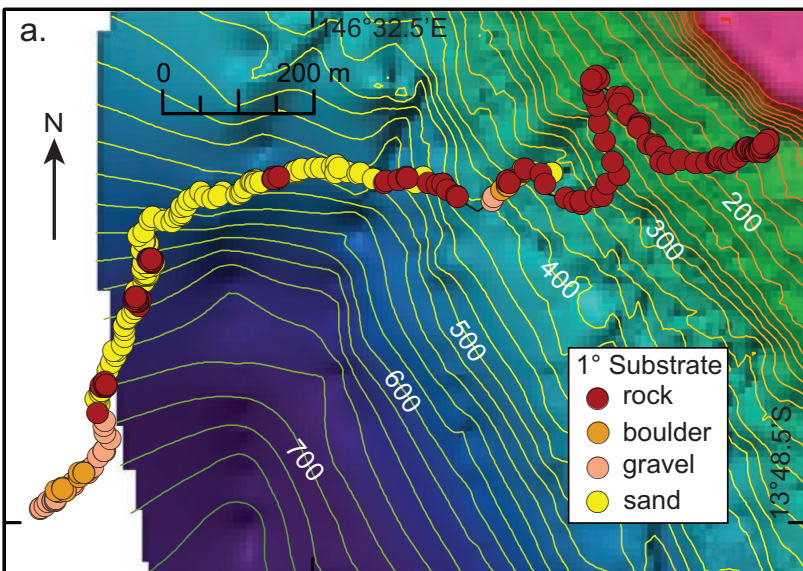 a.
146°32.5'E
0 200 m
N
200
300
400
500
600
700
1° Substrate
rock
boulder
gravel
sand
13°48.5'S